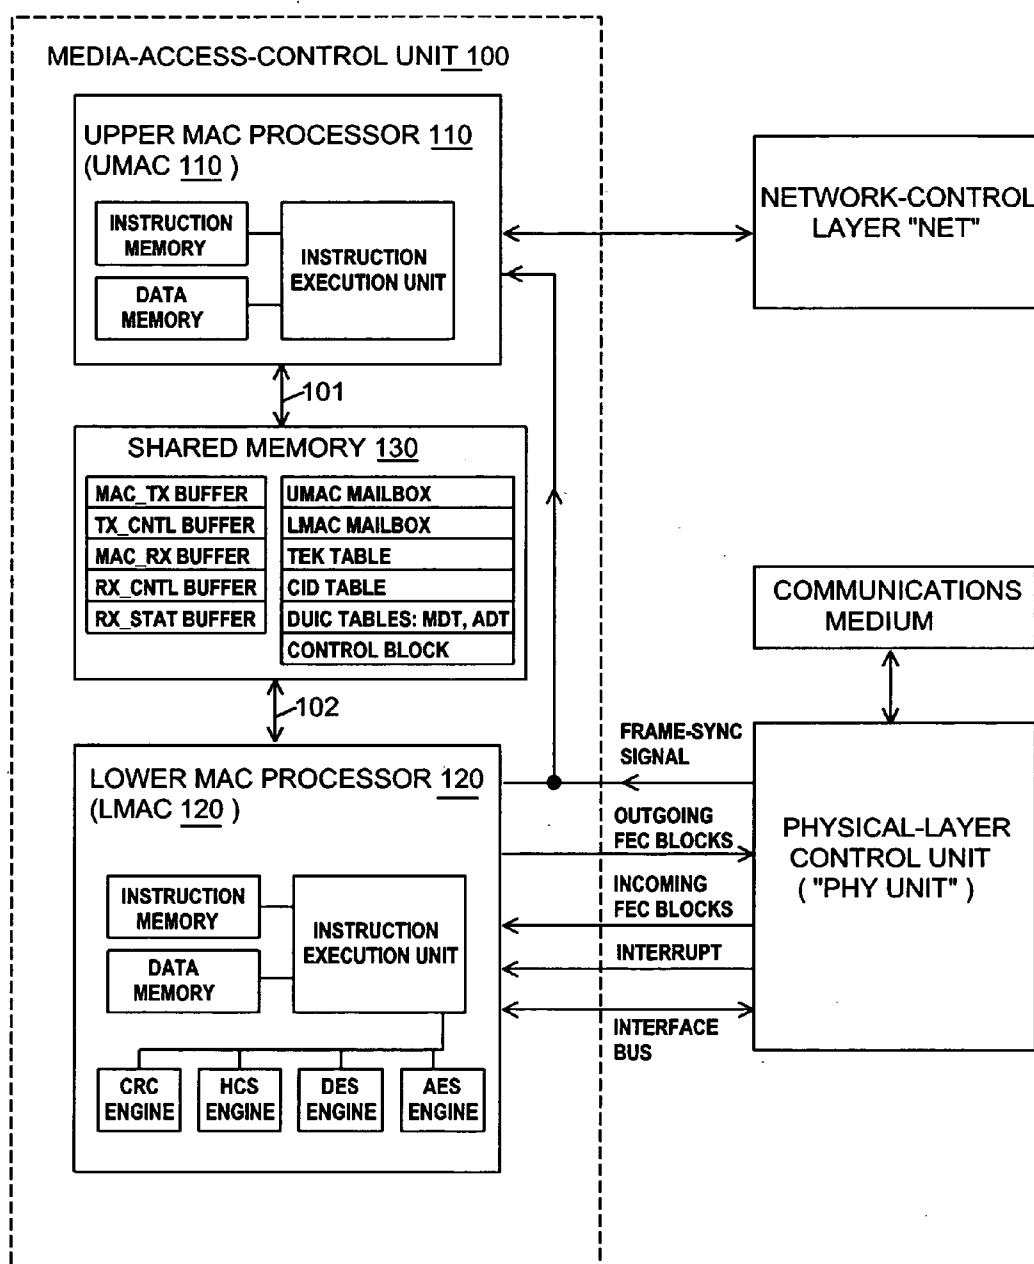 MEDIA-ACCESS-CONTROL UNIT 100
UPPER MAC PROCESSOR 110
(UMAC 110 )
INSTRUCTION
MEMORY
DATA
MEMORY
INSTRUCTION
EXECUTION UNIT
NETWORK-CONTROL
LAYER "NET"
101
SHARED MEMORY 130
MAC_TX BUFFER
TX_CNTL BUFFER
MAC_RX BUFFER
RX_CNTL BUFFER
RX_STAT BUFFER
UMAC MAILBOX
LMAC MAILBOX
TEK TABLE
CID TABLE
DUIC TABLES: MDT, ADT
CONTROL BLOCK
COMMUNICATIONS
MEDIUM
102
LOWER MAC PROCESSOR 120
(LMAC 120 )
INSTRUCTION
MEMORY
DATA
MEMORY
INSTRUCTION
EXECUTION UNIT
CRC
ENGINE
HCS
ENGINE
DES
ENGINE
AES
ENGINE
FRAME-SYNC
SIGNAL
OUTGOING
FEC BLOCKS
INCOMING
FEC BLOCKS
INTERRUPT
INTERFACE
BUS
PHYSICAL-LAYER
CONTROL UNIT
( "PHY UNIT" )